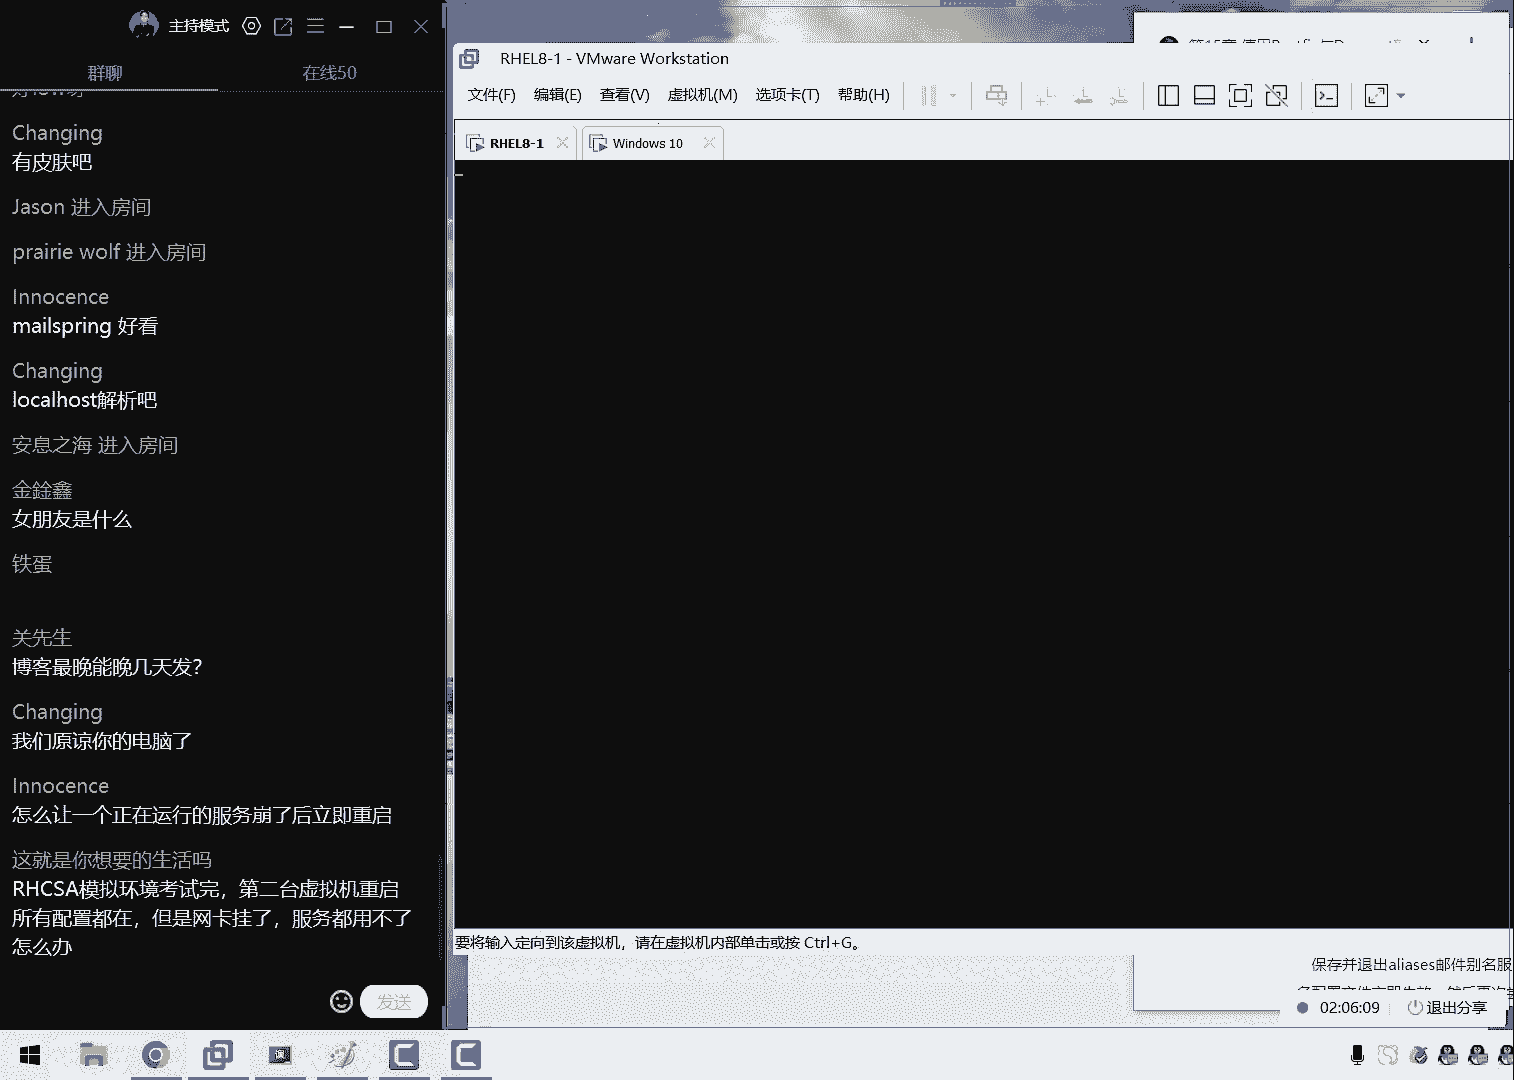 主持模式
群聊
在线50
Changing
有皮肤吧
Jason 进入房间
prairie wolf 进入房间
Innocence
mailspring 好看
Changing
localhost解析吧
安息之海 进入房间
金鍂鑫
女朋友是什么
铁蛋
关先生
博客最晚能晚几天发?
Changing
我们原谅你的电脑了
Innocence
怎么让一个正在运行的服务崩了后立即重启
这就是你想要的生活吗
RHCSA模拟环境考试完，第二台虚拟机重启
所有配置都在，但是网卡挂了，服务都用不了
怎么办
发送
RHEL8-1 - VMware Workstation
文件(F) 编辑(E) 查看(V) 虚拟机(M) 选项卡(T) 帮助(H)
RHEL8-1
Windows 10
要将输入定向到该虚拟机，请在虚拟机内部单击或按 Ctrl+G。
保存并退出aliases邮件别名服
02:06:09
退出分享